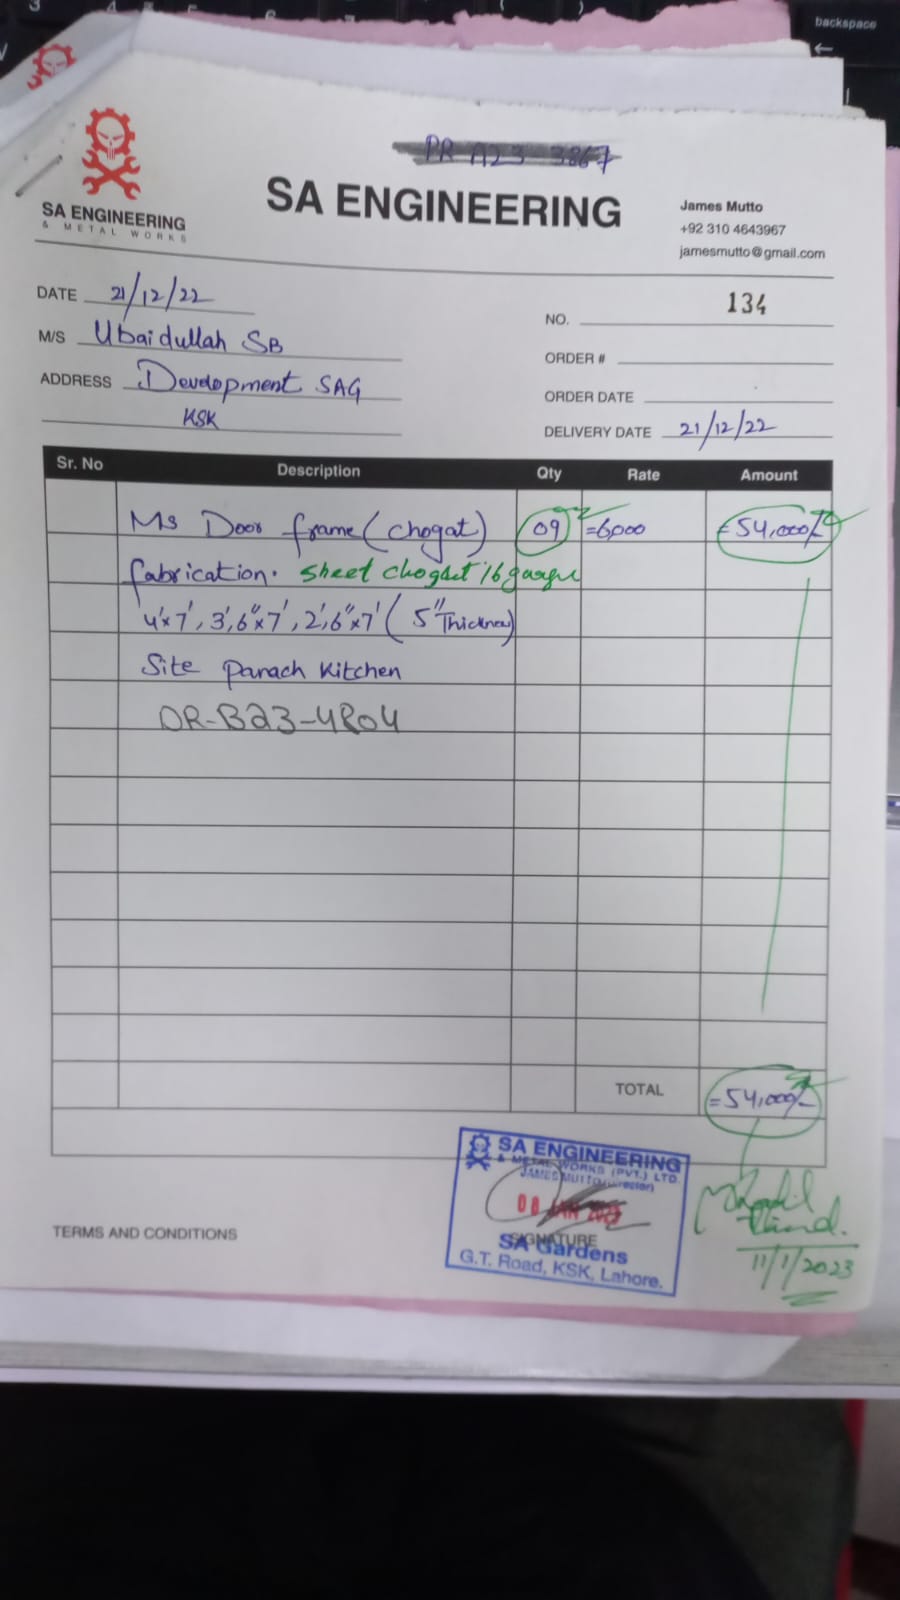 backspace
PR A23 3867
SA ENGINEERING
& METAL WORKS
SA ENGINEERING
James Mutto
+92 310 4643967
jamesmutto@gmail.com
DATE 21/12/22
134
NO.
M/S Ubaidullah SB
ORDER #
ADDRESS Development SAG
ORDER DATE
KSK
DELIVERY DATE 21/12/22
Sr. No Description Qty Rate Amount
Ms Door frame (chogat) 09 =6000 =54,000/-
fabrication. Sheet Chogat 16 gauge
4'x7', 3',6"x7', 2',6"x7' (5" Thickness)
Site Panach Kitchen
DR-B23-4804
TOTAL =54,000/-
SA ENGINEERING
& METAL WORKS (PVT.) LTD.
JAMES MUTTO (Director)
08 JAN 2023
SIGNATURE
SA Gardens
G.T. Road, KSK, Lahore.
11/1/2023
TERMS AND CONDITIONS